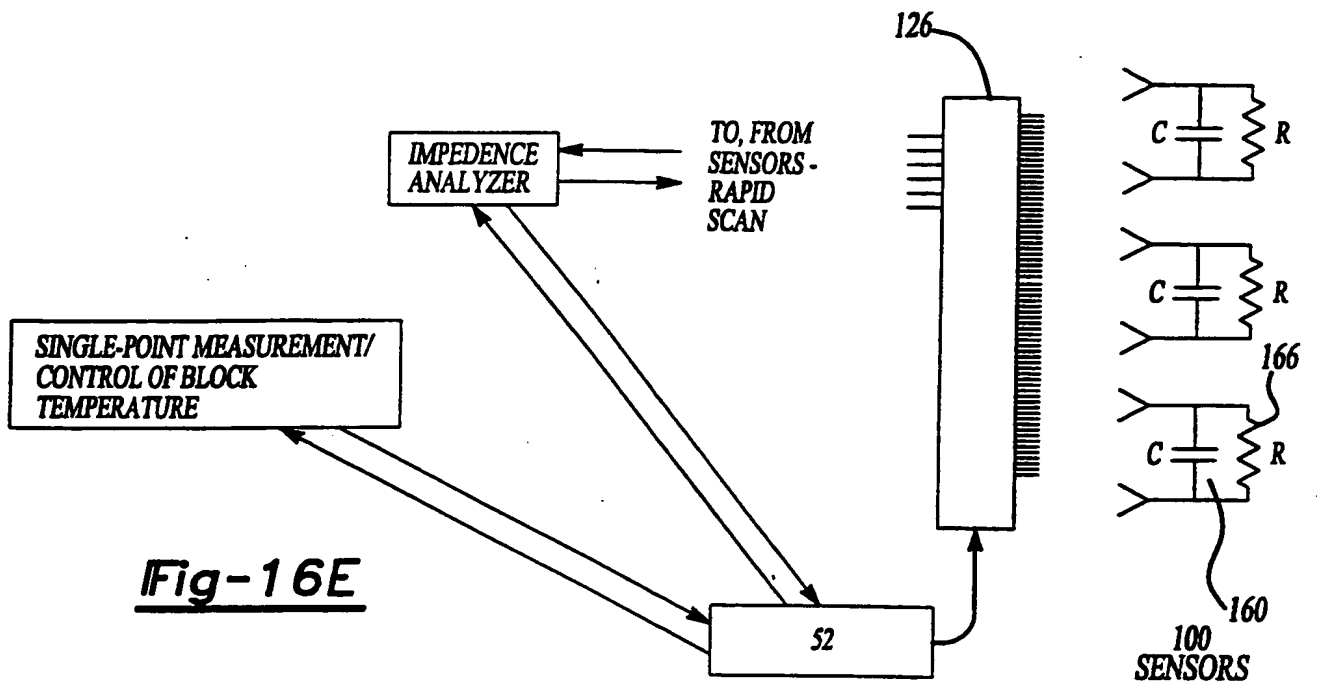 126
IMPEDENCE
ANALYZER
TO, FROM
SENSORS -
RAPID
SCAN
C
R
C
R
SINGLE-POINT MEASUREMENT/
CONTROL OF BLOCK
TEMPERATURE
166
C
R
Fig-16E
52
160
100
SENSORS